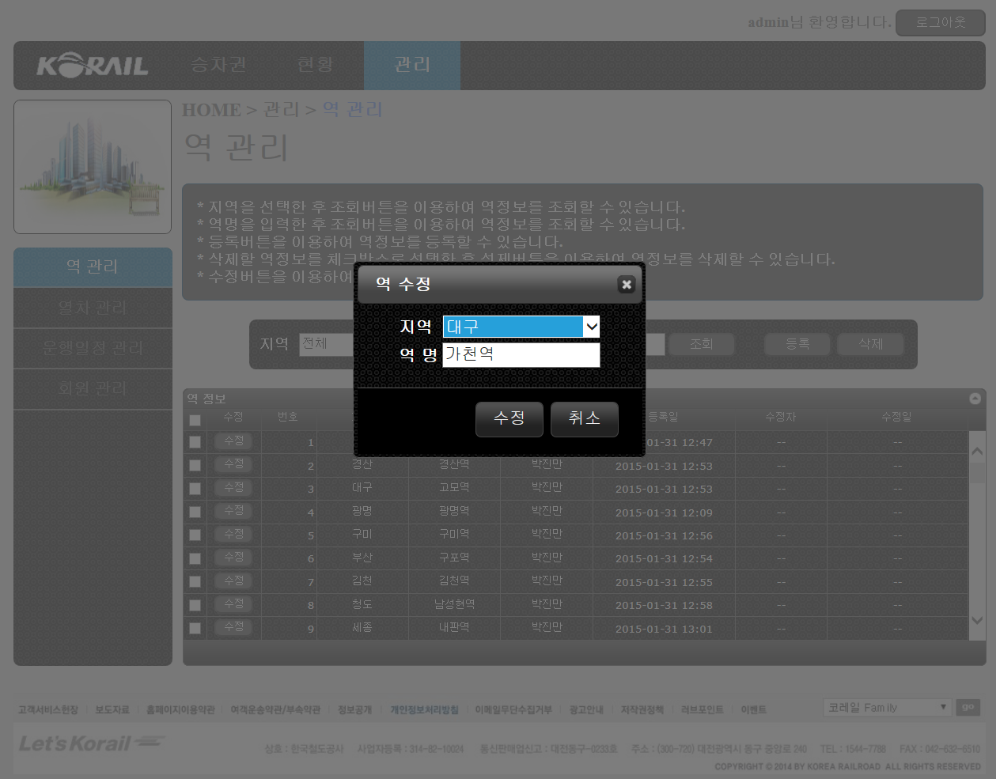 admin님 환영합니다. 로그아웃
KORAIL 승차권 현황 관리
HOME > 관리 > 역 관리
역 관리
* 지역을 선택한 후 조회버튼을 이용하여 역정보를 조회할 수 있습니다.
* 역명을 입력한 후 조회버튼을 이용하여 역정보를 조회할 수 있습니다.
* 등록버튼을 이용하여 역정보를 등록할 수 있습니다.
* 삭제할 역정보를 체크박스로 선택한 후 삭제버튼을 이용하여 역정보를 삭제할 수 있습니다.
* 수정버튼을 이용하여
역 관리
열차 관리
운행일정 관리
회원 관리
역 수정
지역 대구
역 명 가천역
수정 취소
지역 전체 조회 등록 삭제
역 정보
수정 번호 등록일 수정자 수정일
수정 1 01-31 12:47 -- --
수정 2 경산 경산역 박진만 2015-01-31 12:53 -- --
수정 3 대구 고모역 박진만 2015-01-31 12:53 -- --
수정 4 광명 광명역 박진만 2015-01-31 12:09 -- --
수정 5 구미 구미역 박진만 2015-01-31 12:56 -- --
수정 6 부산 구포역 박진만 2015-01-31 12:54 -- --
수정 7 김천 김천역 박진만 2015-01-31 12:55 -- --
수정 8 청도 남성현역 박진만 2015-01-31 12:58 -- --
수정 9 세종 내판역 박진만 2015-01-31 13:01 -- --
고객서비스헌장 보도자료 홈페이지이용약관 여객운송약관/부속약관 정보공개 개인정보처리방침 이메일무단수집거부 광고안내 저작권정책 러브포인트 이벤트 코레일 Family go
Let's Korail 상호 : 한국철도공사 사업자등록 : 314-82-10024 통신판매업신고 : 대전동구-0233호 주소 : (300-720) 대전광역시 동구 중앙로 240 TEL : 1544-7788 FAX : 042-632-6510
COPYRIGHT © 2014 BY KOREA RAILROAD ALL RIGHTS RESERVED